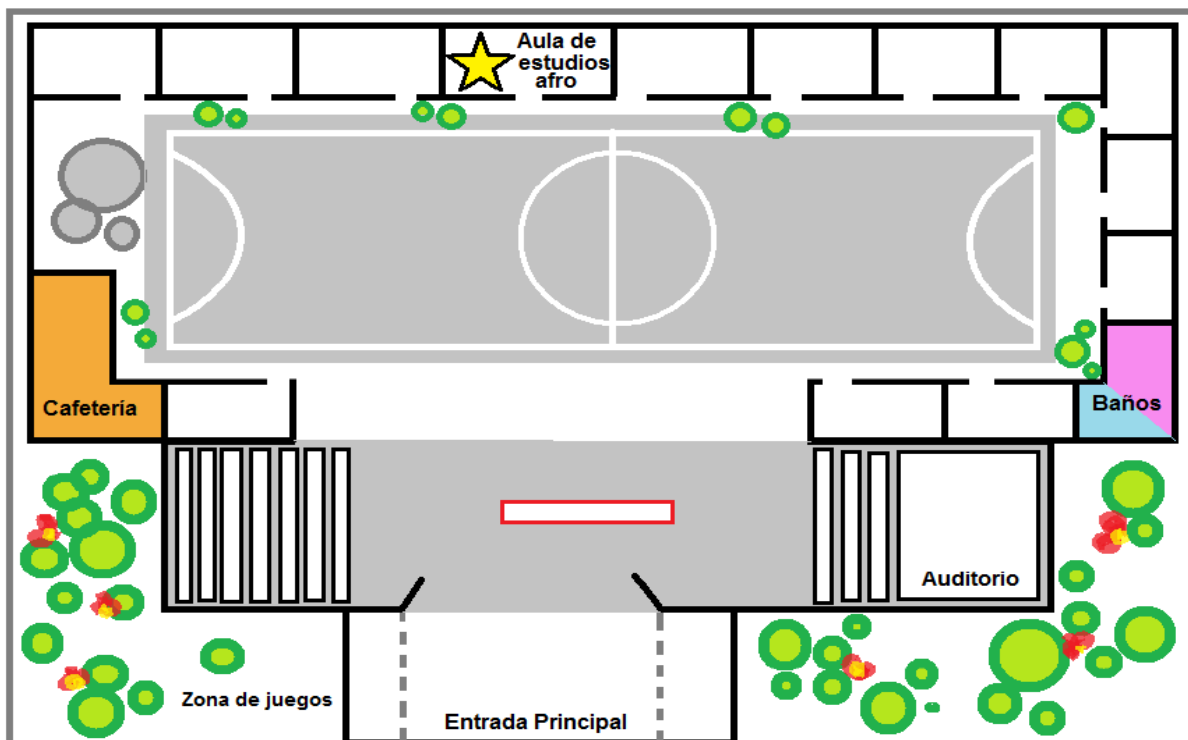 Aula de
estudios
afro
Cafetería
Baños
Auditorio
Zona de juegos
Entrada Principal